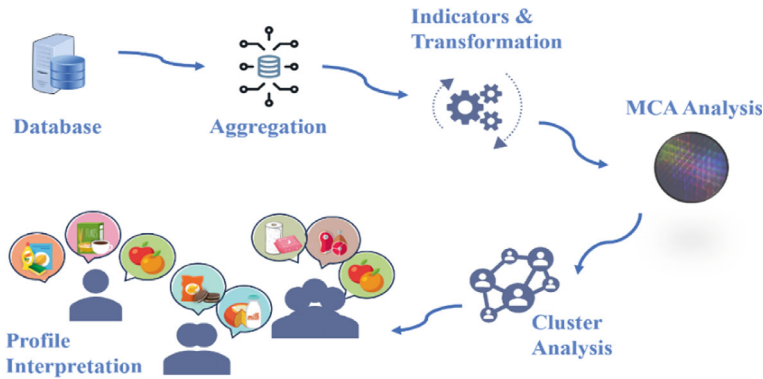 Database
Aggregation
Indicators &
Transformation
MCA Analysis
Cluster
Analysis
Profile
Interpretation